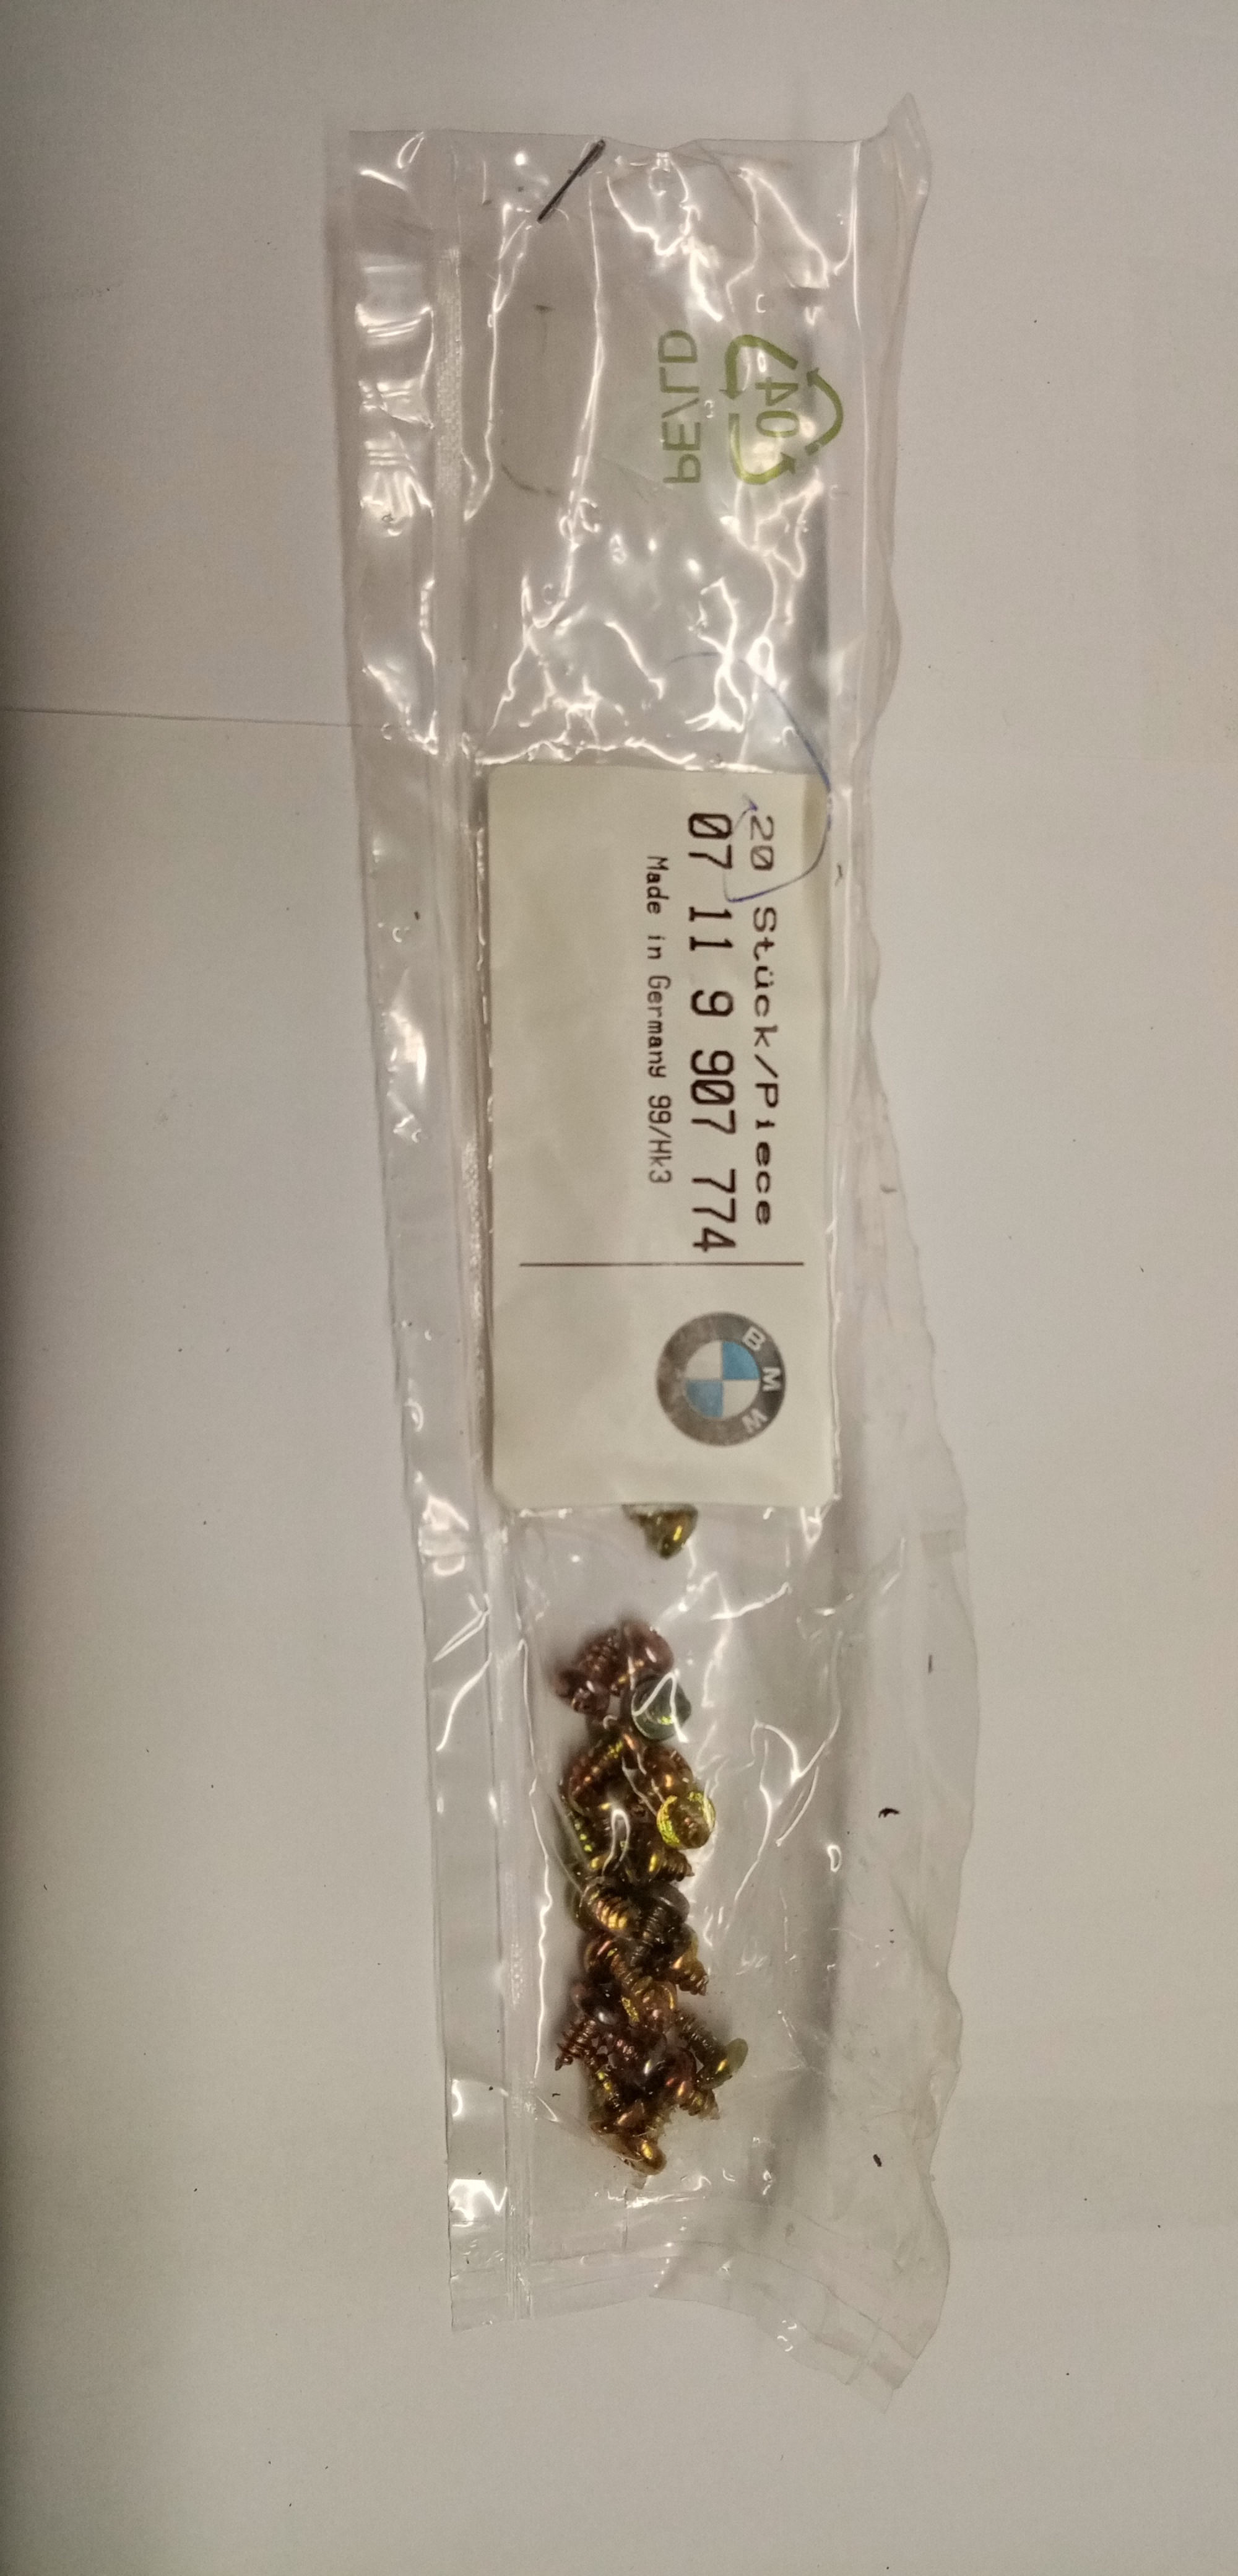 20 Stück/Piece
07 11 9 907 774
Made in Germany 99/Hk3
BMW
04
PE/LD